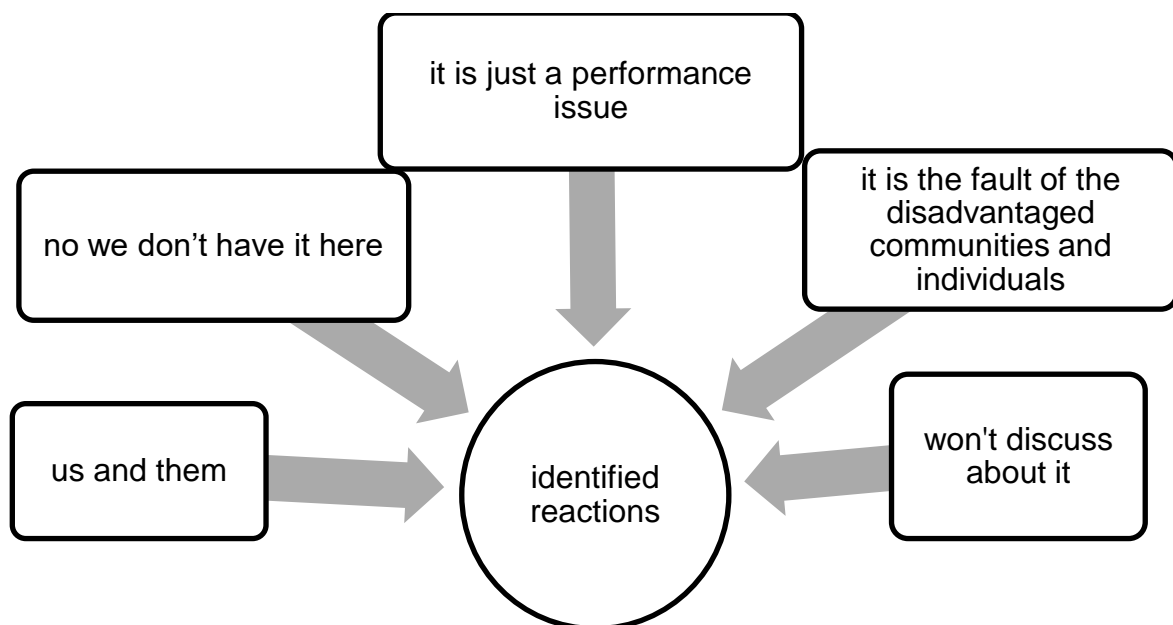 it is just a performance
issue
no we don’t have it here
it is the fault of the
disadvantaged
communities and
individuals
us and them
won't discuss
about it
identified
reactions